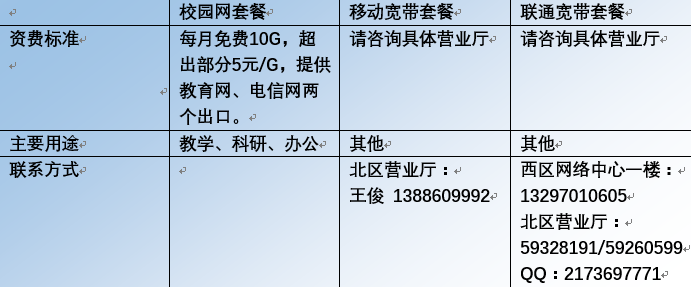 校园网套餐 移动宽带套餐 联通宽带套餐
资费标准 每月免费10G，超 请咨询具体营业厅 请咨询具体营业厅
出部分5元/G，提供
教育网、电信网两
个出口。
主要用途 教学、科研、办公 其他 其他
联系方式 北区营业厅： 西区网络中心一楼：
王俊 1388609992 13297010605
北区营业厅：
59328191/59260599
QQ：2173697771